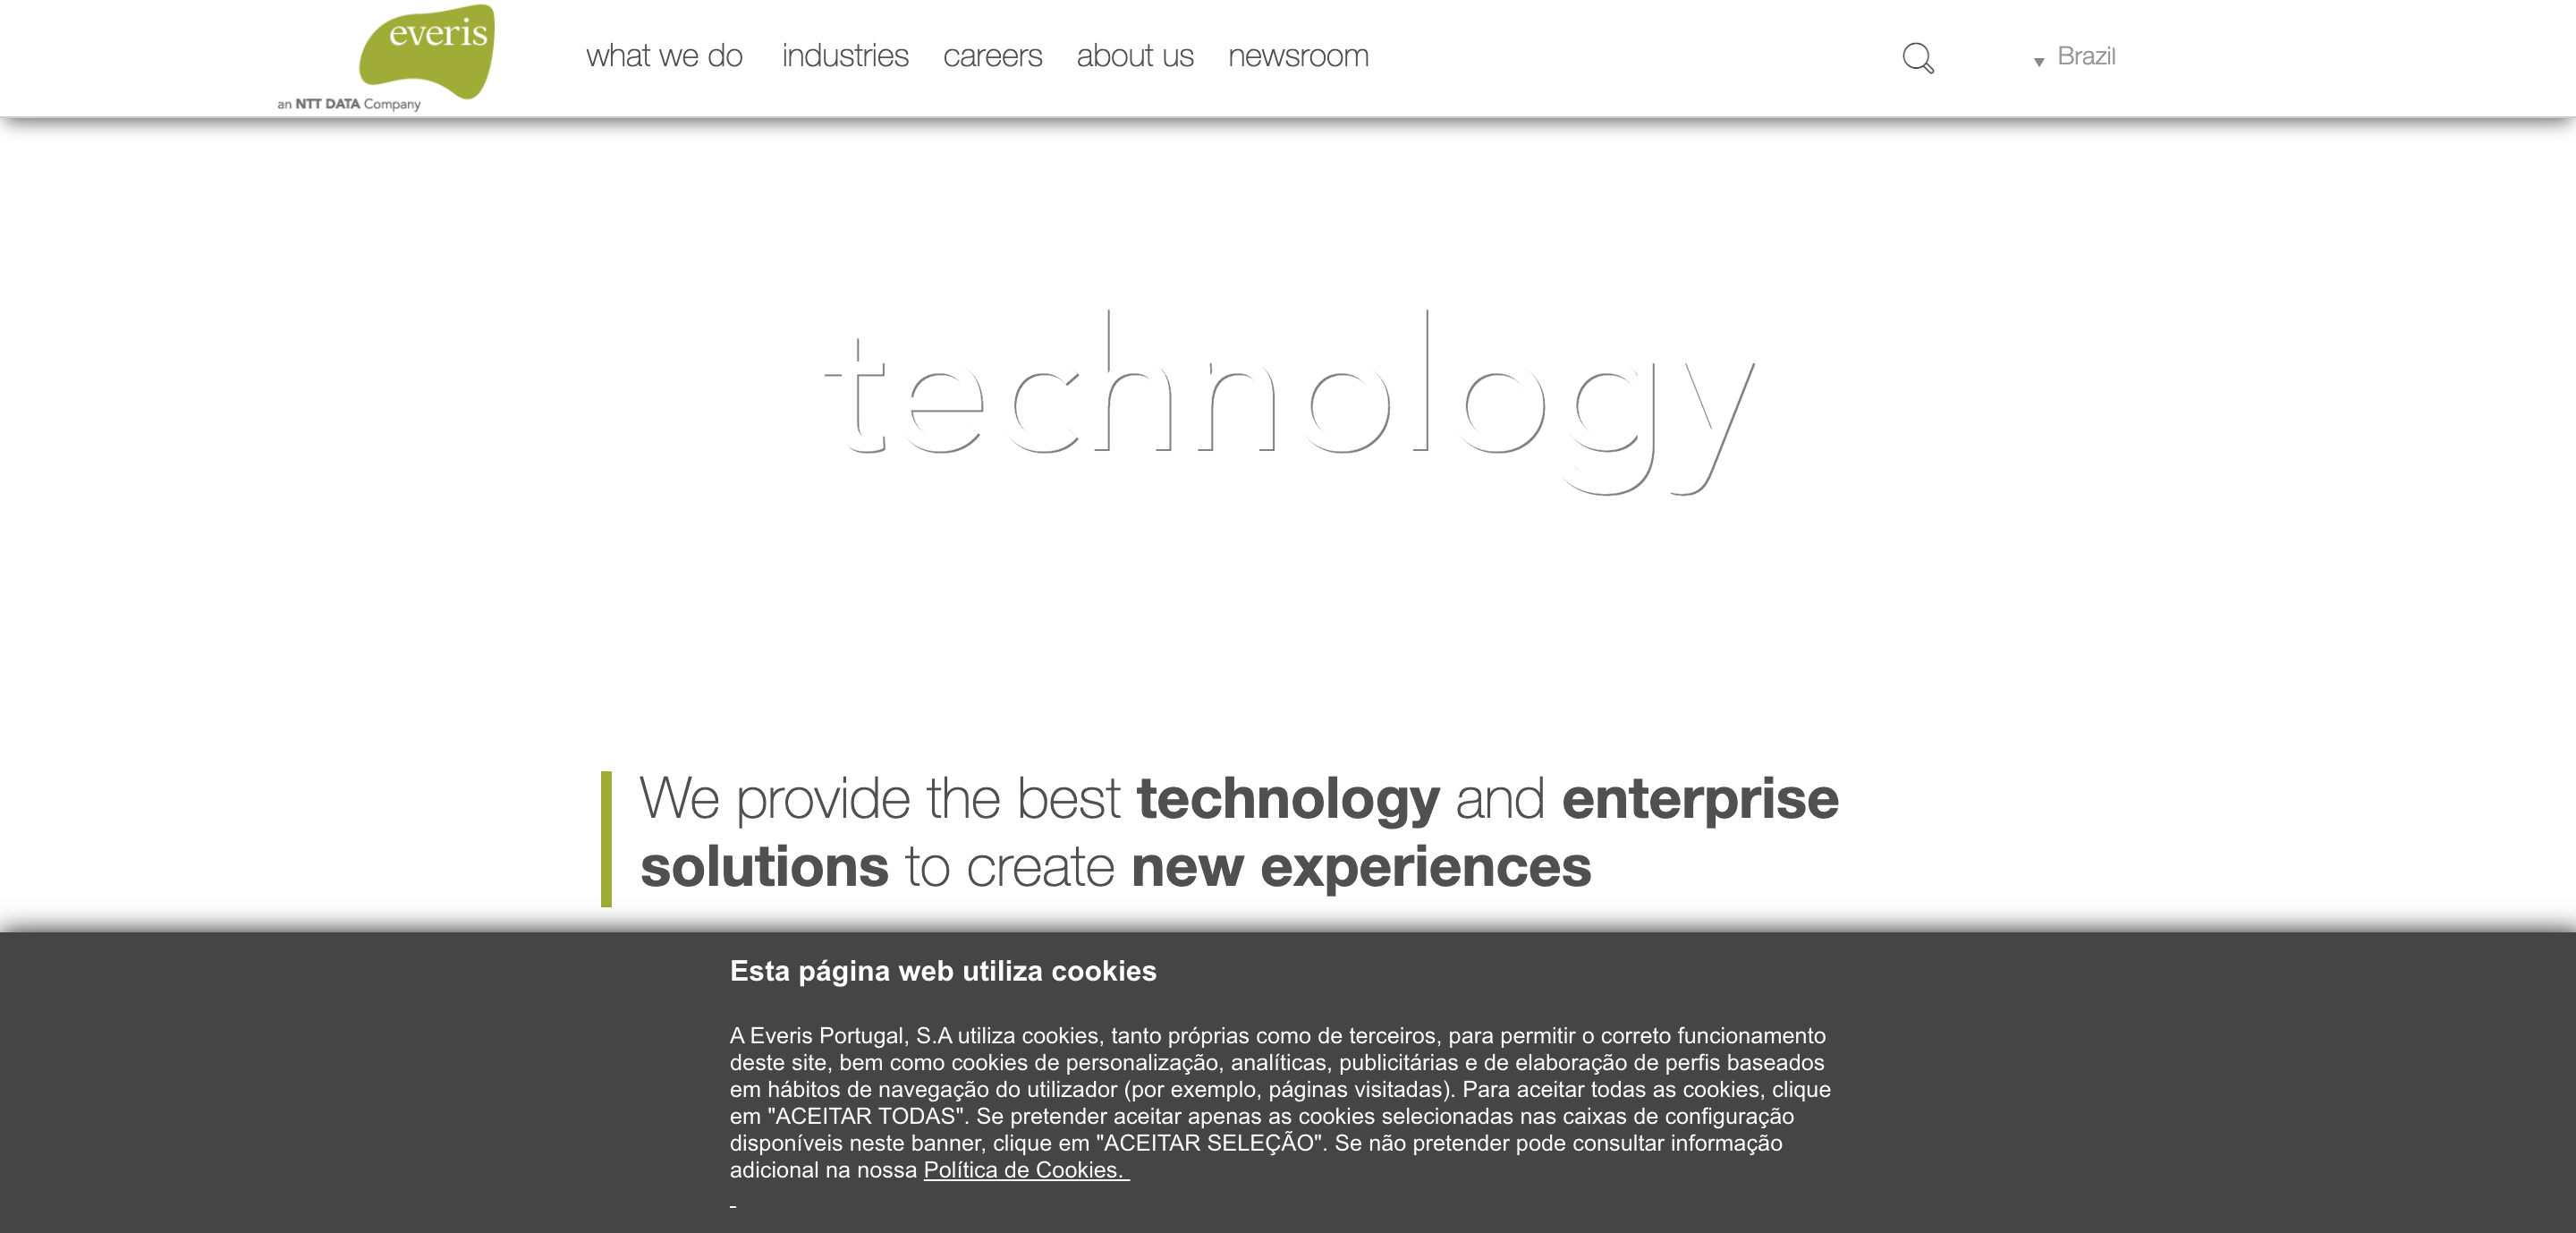 everis
an NTT DATA Company
what we do
industries
careers
about us
newsroom
Brazil
technology
We provide the best technology and enterprise
solutions to create new experiences
Esta página web utiliza cookies
A Everis Portugal, S.A utiliza cookies, tanto próprias como de terceiros, para permitir o correto funcionamento
deste site, bem como cookies de personalização, analíticas, publicitárias e de elaboração de perfis baseados
em hábitos de navegação do utilizador (por exemplo, páginas visitadas). Para aceitar todas as cookies, clique
em "ACEITAR TODAS". Se pretender aceitar apenas as cookies selecionadas nas caixas de configuração
disponíveis neste banner, clique em "ACEITAR SELEÇÃO". Se não pretender pode consultar informação
adicional na nossa Política de Cookies.